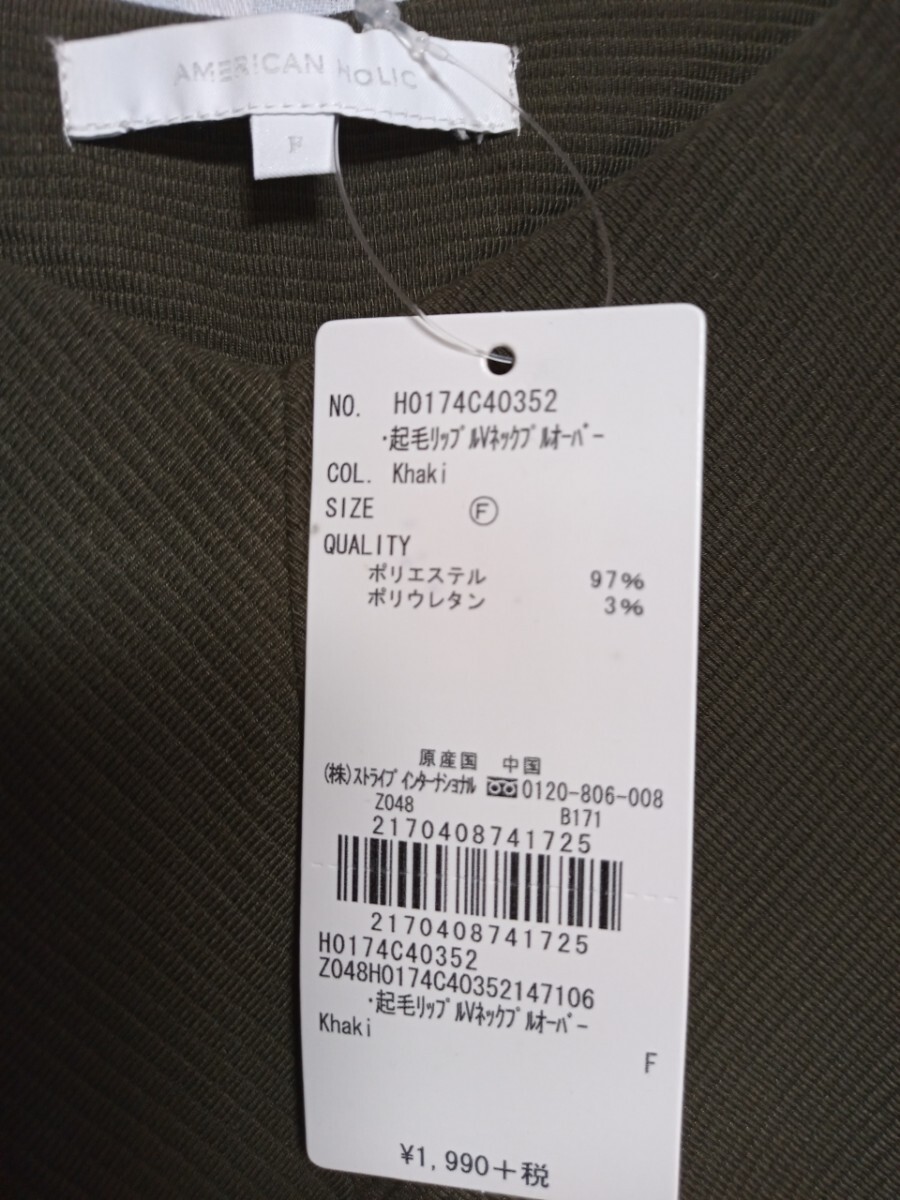 AMERICAN HOLIC
F
NO. H0174C40352
・起毛リップルVネックプルオーバー
COL. Khaki
SIZE Ⓕ
QUALITY
ポリエステル 97%
ポリウレタン 3%
原産国 中国
(株)ストライプインターナショナル 0120-806-008
Z048 B171
2170408741725
2170408741725
H0174C40352
Z048H0174C40352147106
・起毛リップルVネックプルオーバー
Khaki
F
¥1,990+税